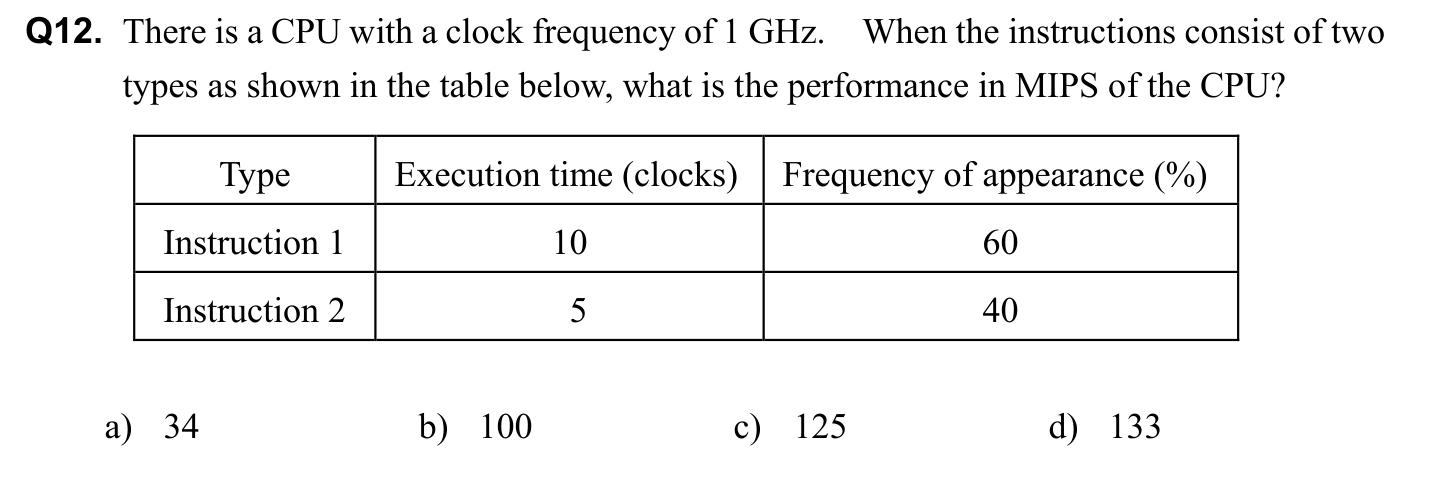 Q12. There is a CPU with a clock frequency of 1 GHz. When the instructions consist of two
types as shown in the table below, what is the performance in MIPS of the CPU?
Type Execution time (clocks) Frequency of appearance (%)
Instruction 1 10 60
Instruction 2 5 40
a) 34 b) 100 c) 125 d) 133